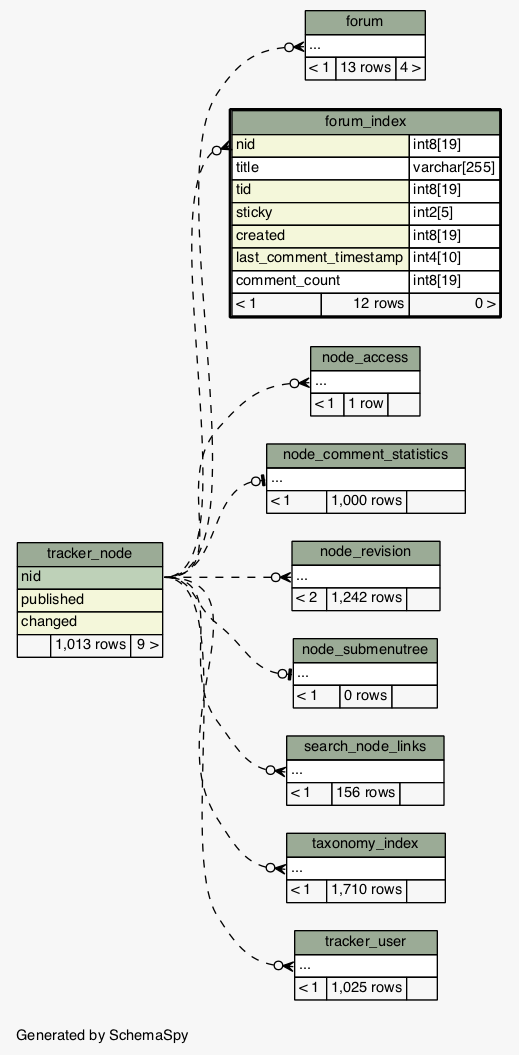 forum
...
< 1 13 rows 4 >
forum_index
nid int8[19]
title varchar[255]
tid int8[19]
sticky int2[5]
created int8[19]
last_comment_timestamp int4[10]
comment_count int8[19]
< 1 12 rows 0 >
node_access
...
< 1 1 row
node_comment_statistics
...
< 1 1,000 rows
tracker_node
nid
published
changed
1,013 rows 9 >
node_revision
...
< 2 1,242 rows
node_submenutree
...
< 1 0 rows
search_node_links
...
< 1 156 rows
taxonomy_index
...
< 1 1,710 rows
tracker_user
...
< 1 1,025 rows
Generated by SchemaSpy